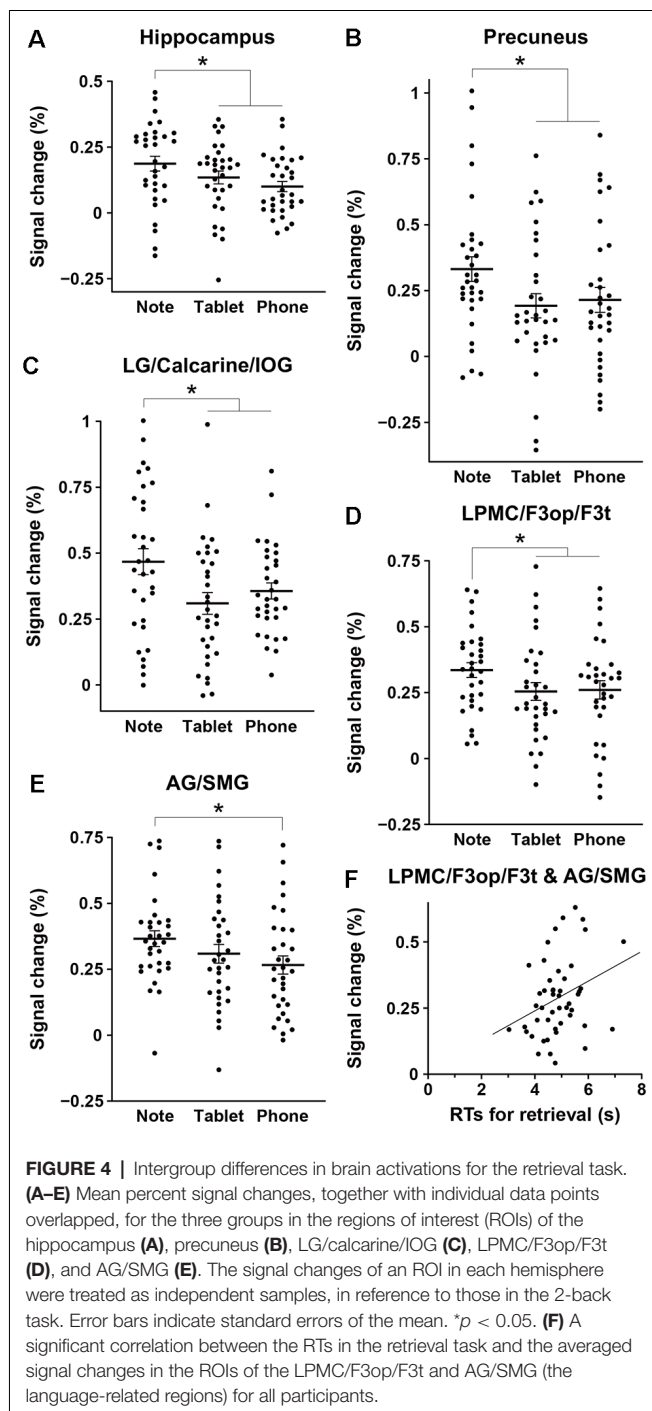 A
Hippocampus
*
Signal change (%)
0.5
0.25
0
−0.25
Note Tablet Phone
B
Precuneus
*
Signal change (%)
1
0.75
0.5
0.25
0
−0.25
Note Tablet Phone
C
LG/Calcarine/IOG
*
Signal change (%)
1
0.75
0.5
0.25
0
Note Tablet Phone
D
LPMC/F3op/F3t
*
Signal change (%)
0.75
0.5
0.25
0
−0.25
Note Tablet Phone
E
AG/SMG
*
Signal change (%)
0.75
0.5
0.25
0
−0.25
Note Tablet Phone
F
LPMC/F3op/F3t & AG/SMG
Signal change (%)
0.5
0.25
0
0 2 4 6 8
RTs for retrieval (s)
FIGURE 4 | Intergroup differences in brain activations for the retrieval task.
(A–E) Mean percent signal changes, together with individual data points
overlapped, for the three groups in the regions of interest (ROIs) of the
hippocampus (A), precuneus (B), LG/calcarine/IOG (C), LPMC/F3op/F3t
(D), and AG/SMG (E). The signal changes of an ROI in each hemisphere
were treated as independent samples, in reference to those in the 2-back
task. Error bars indicate standard errors of the mean. *p < 0.05. (F) A
significant correlation between the RTs in the retrieval task and the averaged
signal changes in the ROIs of the LPMC/F3op/F3t and AG/SMG (the
language-related regions) for all participants.